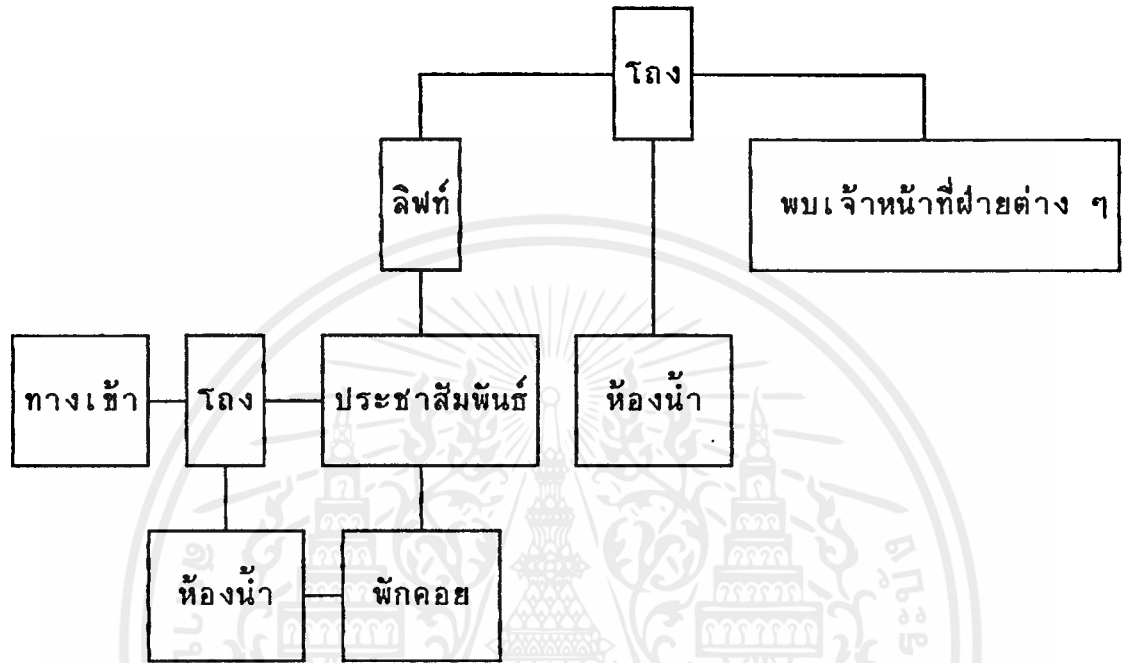 โถง
ลิฟท์
พบเจ้าหน้าที่ฝ่ายต่าง ๆ
ทางเข้า
โถง
ประชาสัมพันธ์
ห้องน้ำ
ห้องน้ำ
พักคอย